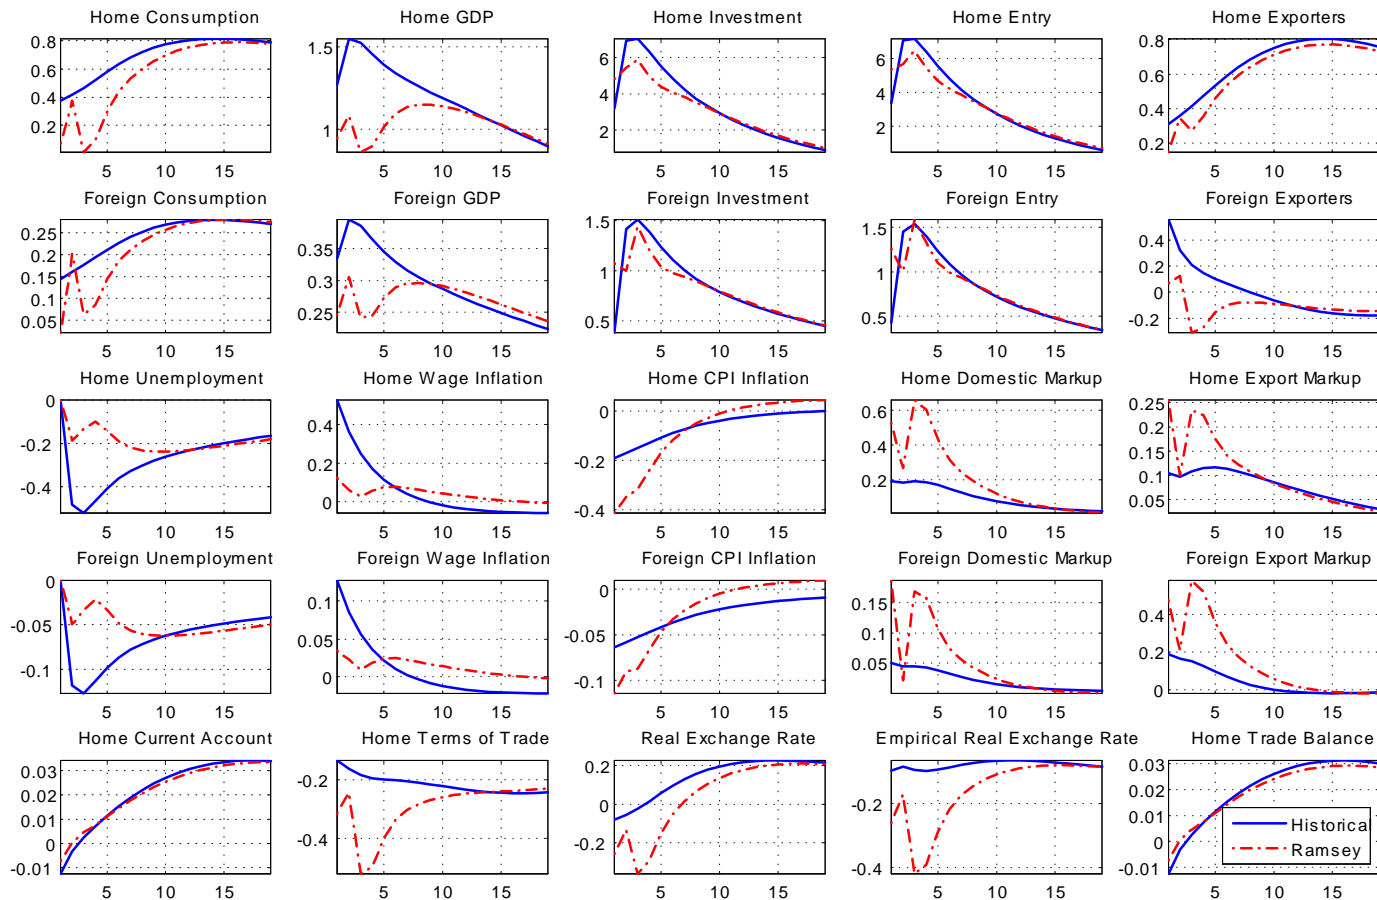 Home Consumption Home GDP Home Investment Home Entry Home Exporters
0.8
0.6
0.4
0.2
5 10 15
1.5
1
5 10 15
6
4
2
5 10 15
6
4
2
5 10 15
0.8
0.6
0.4
0.2
5 10 15
Foreign Consumption Foreign GDP Foreign Investment Foreign Entry Foreign Exporters
0.25
0.2
0.15
0.1
0.05
5 10 15
0.35
0.3
0.25
5 10 15
1.5
1
0.5
5 10 15
1.5
1
0.5
5 10 15
0.4
0.2
0
-0.2
5 10 15
Home Unemployment Home Wage Inflation Home CPI Inflation Home Domestic Markup Home Export Markup
0
-0.2
-0.4
5 10 15
0.4
0.2
0
5 10 15
0
-0.2
-0.4
5 10 15
0.6
0.4
0.2
5 10 15
0.25
0.2
0.15
0.1
0.05
5 10 15
Foreign Unemployment Foreign Wage Inflation Foreign CPI Inflation Foreign Domestic Markup Foreign Export Markup
0
-0.05
-0.1
5 10 15
0.1
0.05
0
5 10 15
0
-0.05
-0.1
5 10 15
0.15
0.1
0.05
5 10 15
0.4
0.2
0
5 10 15
Home Current Account Home Terms of Trade Real Exchange Rate Empirical Real Exchange Rate Home Trade Balance
0.03
0.02
0.01
0
-0.01
5 10 15
-0.2
-0.4
5 10 15
0.2
0
-0.2
5 10 15
0
-0.2
-0.4
5 10 15
0.03
0.02
0.01
0
-0.01
5 10 15
Historical
Ramsey